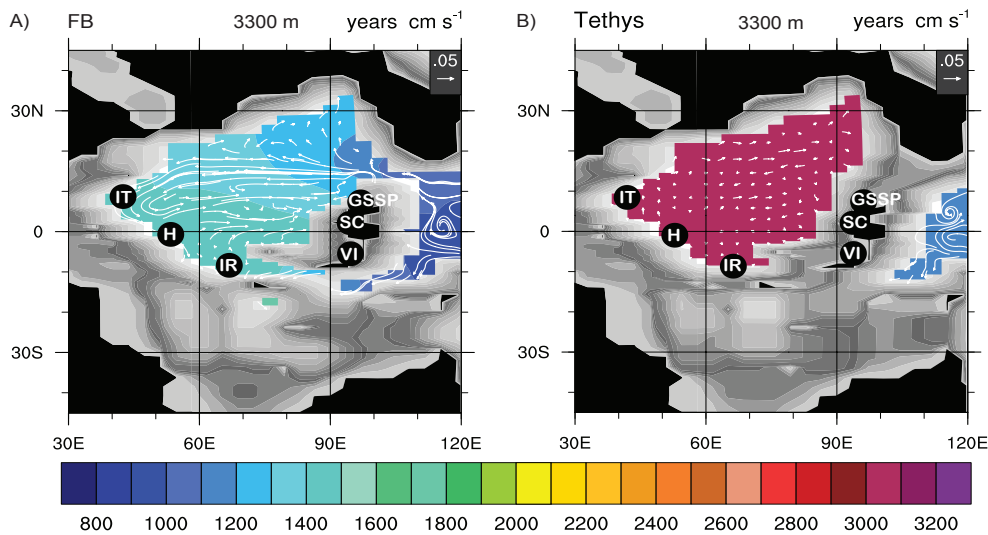 A) FB 3300 m years cm s⁻¹
B) Tethys 3300 m years cm s⁻¹
.05
.05
30N
30N
IT
GSSP
IT
GSSP
SC
SC
0
H
0
H
VI
VI
IR
IR
30S
30S
30E 60E 90E 120E
30E 60E 90E 120E
800 1000 1200 1400 1600 1800 2000 2200 2400 2600 2800 3000 3200